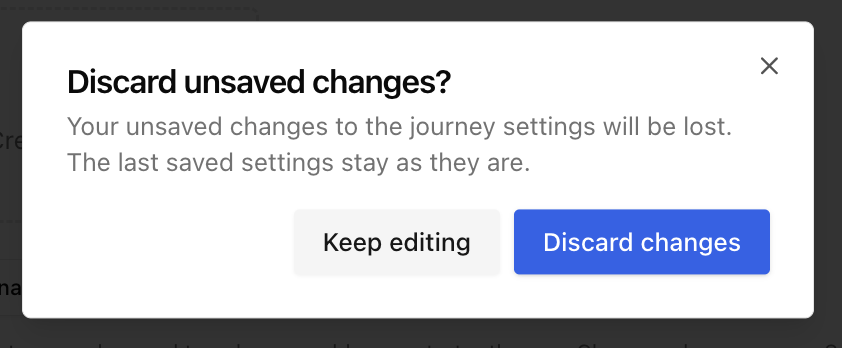 Discard unsaved changes?
Your unsaved changes to the journey settings will be lost.
The last saved settings stay as they are.
Keep editing
Discard changes